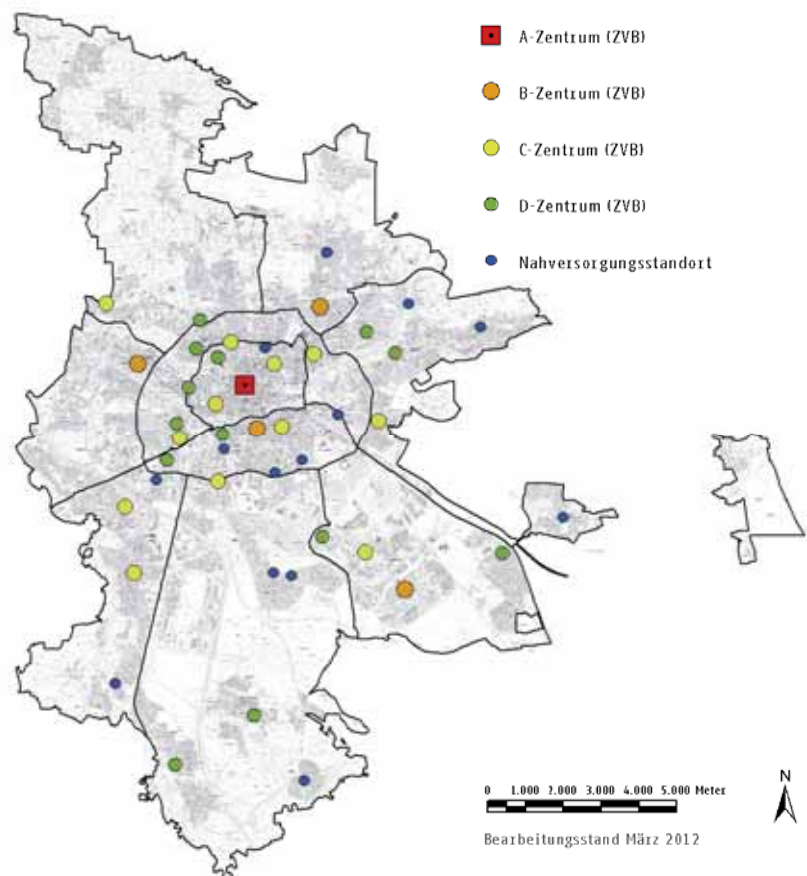 A-Zentrum (ZVB)
B-Zentrum (ZVB)
C-Zentrum (ZVB)
D-Zentrum (ZVB)
Nahversorgungsstandort
0 1.000 2.000 3.000 4.000 5.000 Meter
N
Bearbeitungsstand März 2012